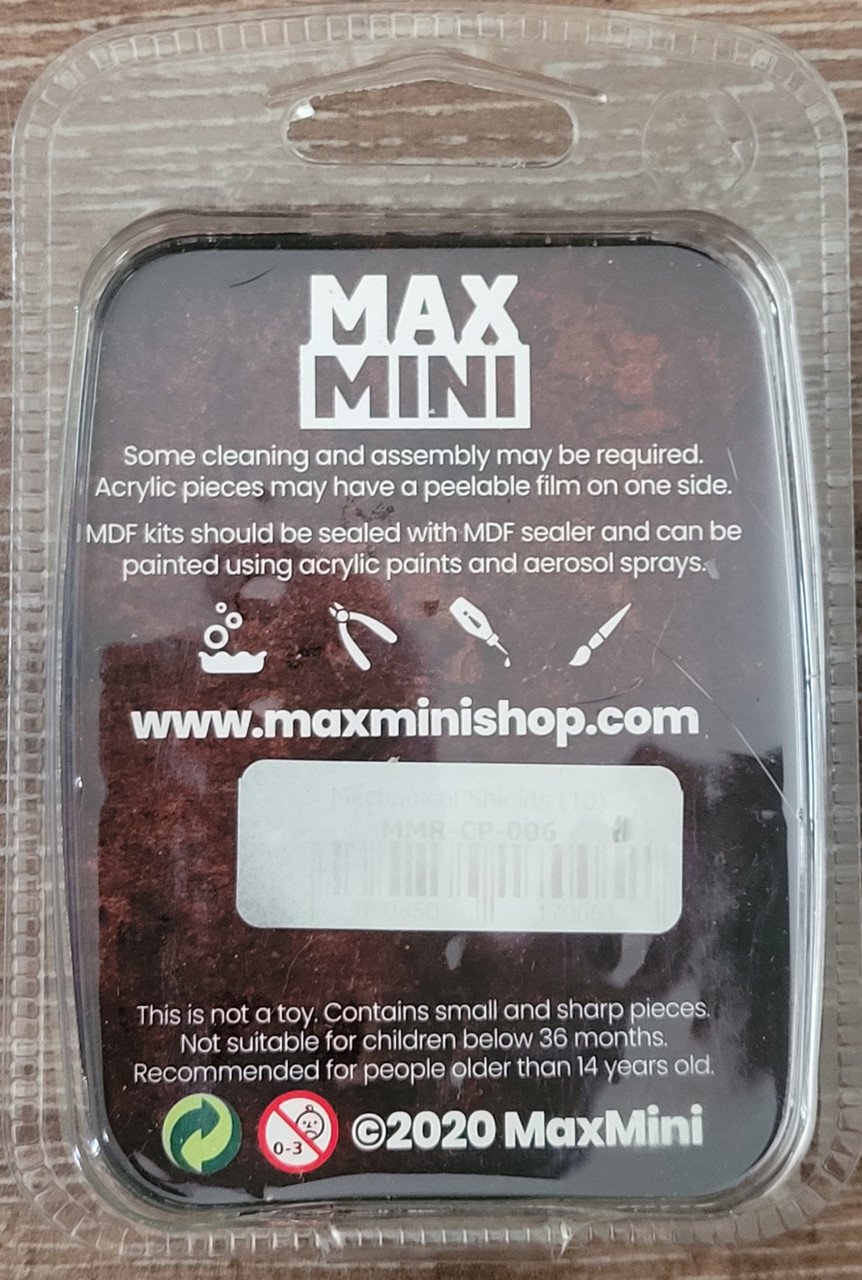 MAX
MINI
Some cleaning and assembly may be required.
Acrylic pieces may have a peelable film on one side.
MDF kits should be sealed with MDF sealer and can be
painted using acrylic paints and aerosol sprays.
www.maxminishop.com
Mechanical Shields (10)
MMR-CP-006
This is not a toy. Contains small and sharp pieces.
Not suitable for children below 36 months.
Recommended for people older than 14 years old.
0-3
©2020 MaxMini